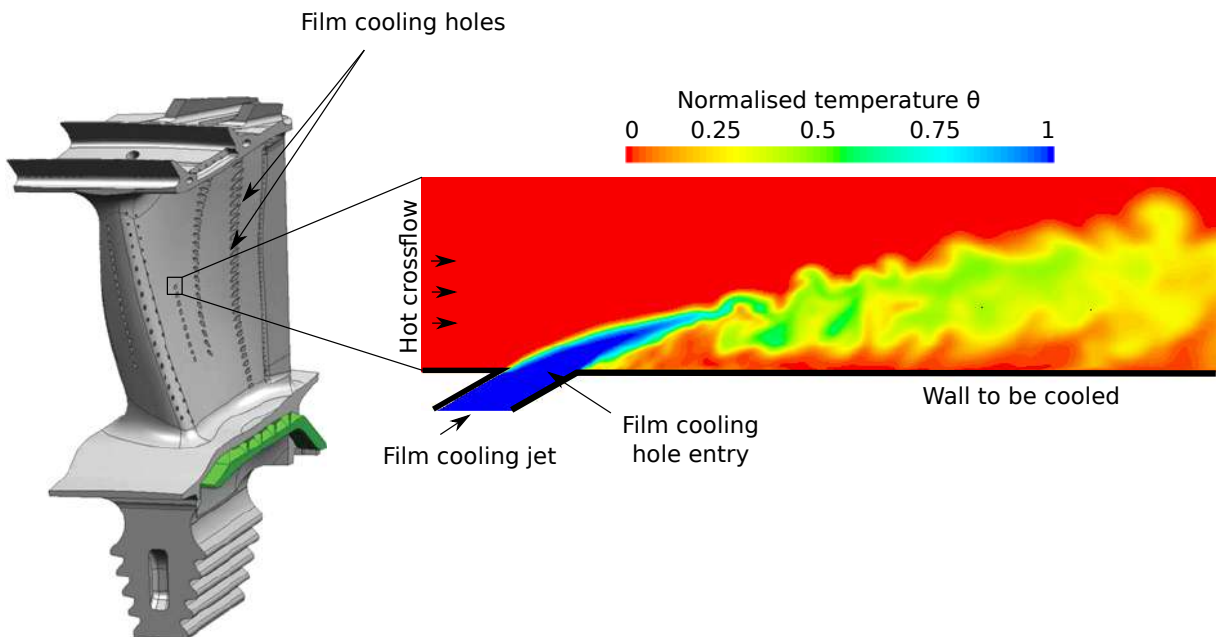 Film cooling holes
Normalised temperature θ
0 0.25 0.5 0.75 1
Hot crossflow
Wall to be cooled
Film cooling jet
Film cooling
hole entry